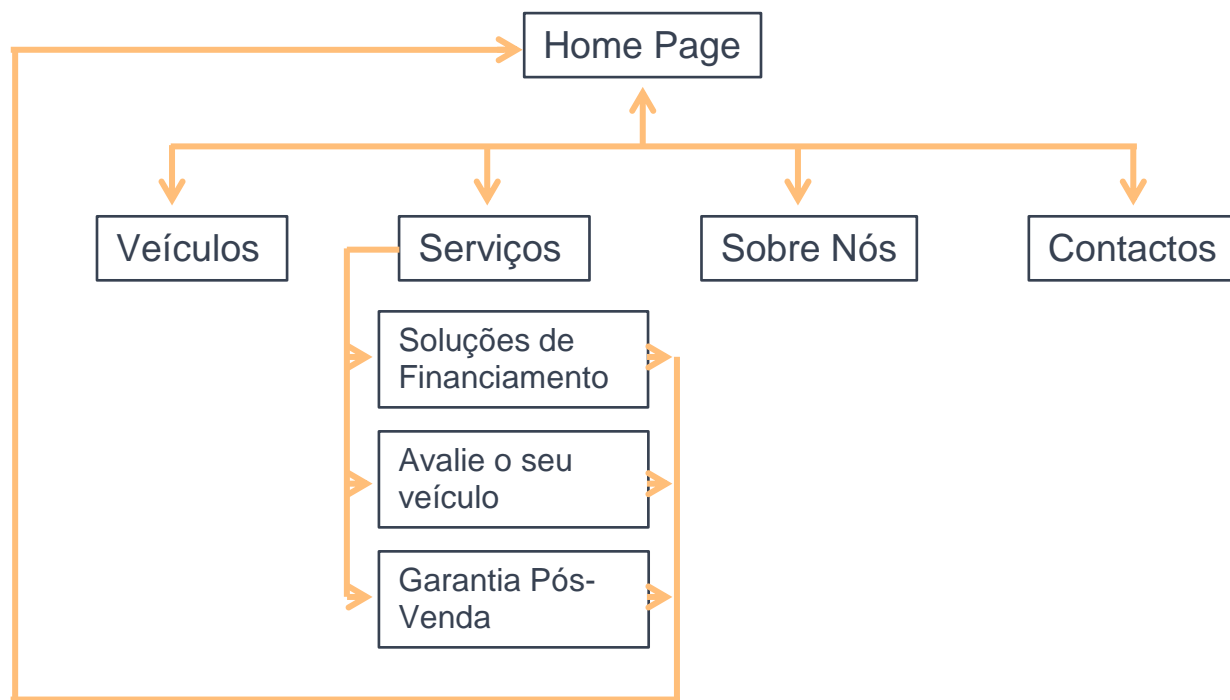 Home Page
Veículos
Serviços
Sobre Nós
Contactos
Soluções de
Financiamento
Avalie o seu
veículo
Garantia Pós-
Venda